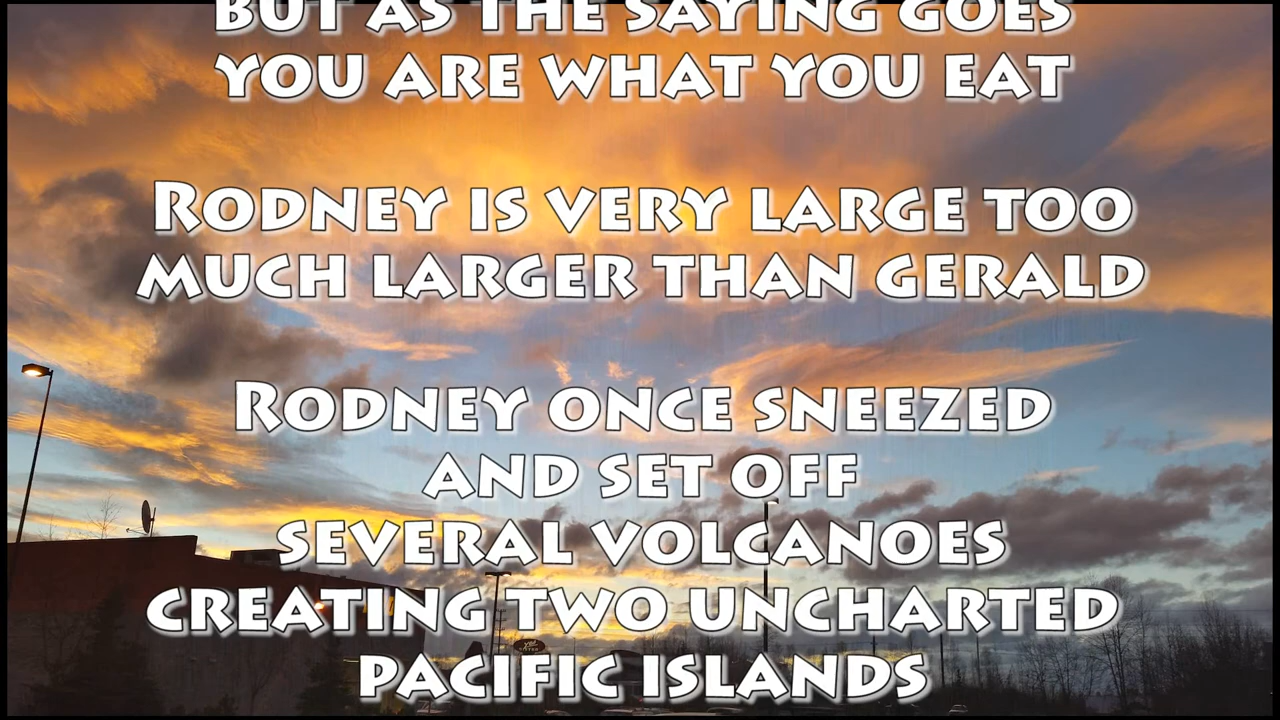 BUT AS THE SAYING GOES
YOU ARE WHAT YOU EAT
RODNEY IS VERY LARGE TOO
MUCH LARGER THAN GERALD
RODNEY ONCE SNEEZED
AND SET OFF
SEVERAL VOLCANOES
CREATING TWO UNCHARTED
PACIFIC ISLANDS